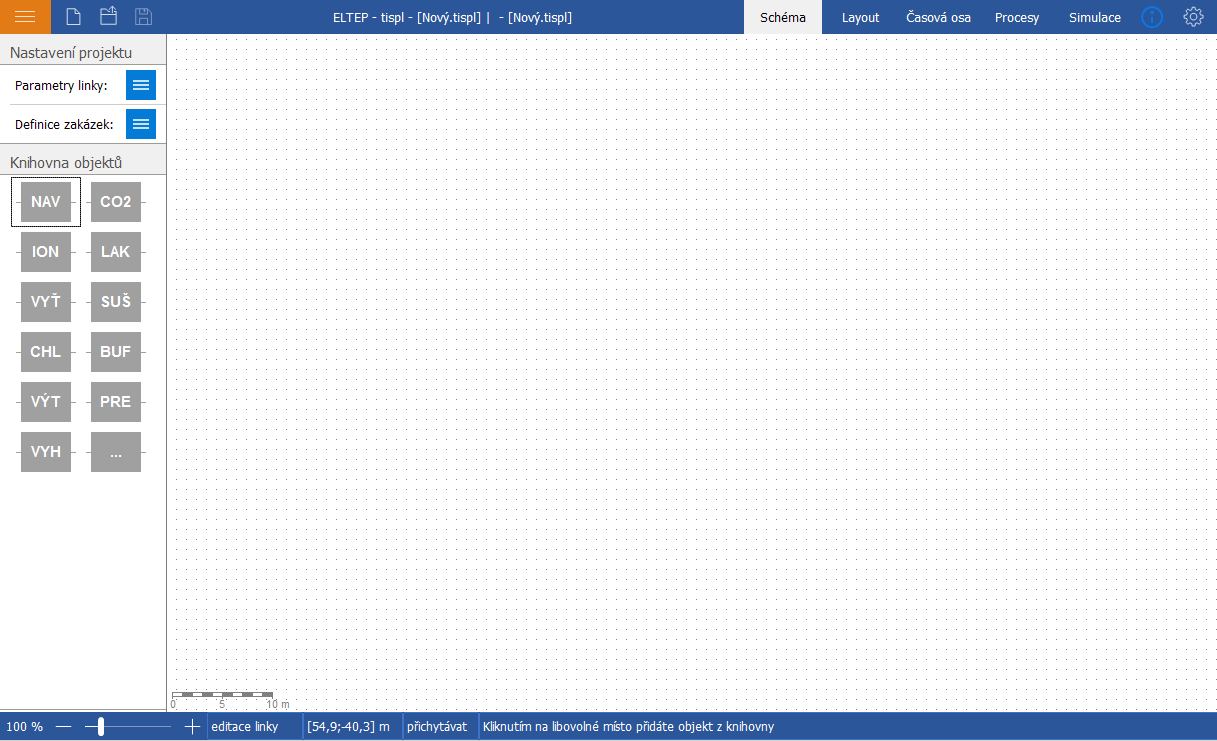 ELTEP - tispl - [Nový.tispl] | - [Nový.tispl]
Schéma
Layout
Časová osa
Procesy
Simulace
Nastavení projektu
Parametry linky:
Definice zakázek:
Knihovna objektů
NAV CO2
ION LAK
VYŤ SUŠ
CHL BUF
VÝT PRE
VYH ...
0 5 10 m
100 %
editace linky
[54,9;-40,3] m
přichytávat
Kliknutím na libovolné místo přidáte objekt z knihovny